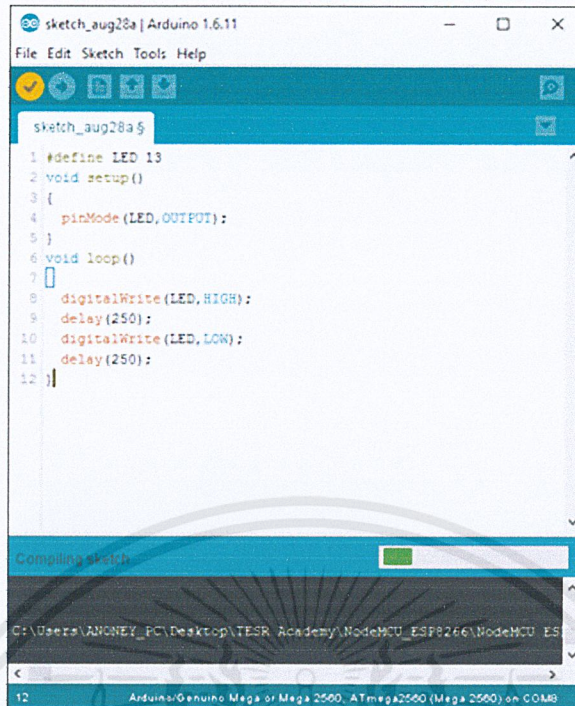 sketch_aug28a | Arduino 1.6.11
File Edit Sketch Tools Help
sketch_aug28a §
1 #define LED 13
2 void setup()
3 {
4 pinMode(LED,OUTPUT);
5 }
6 void loop()
7 {
8 digitalWrite(LED,HIGH);
9 delay(250);
10 digitalWrite(LED,LOW);
11 delay(250);
12 }
Compiling sketch...
C:\Users\ANONEY_PC\Desktop\TESR Academy\NodeMCU_ESP8266\NodeMCU ES
12 Arduino/Genuino Mega or Mega 2560, ATmega2560 (Mega 2560) on COM8